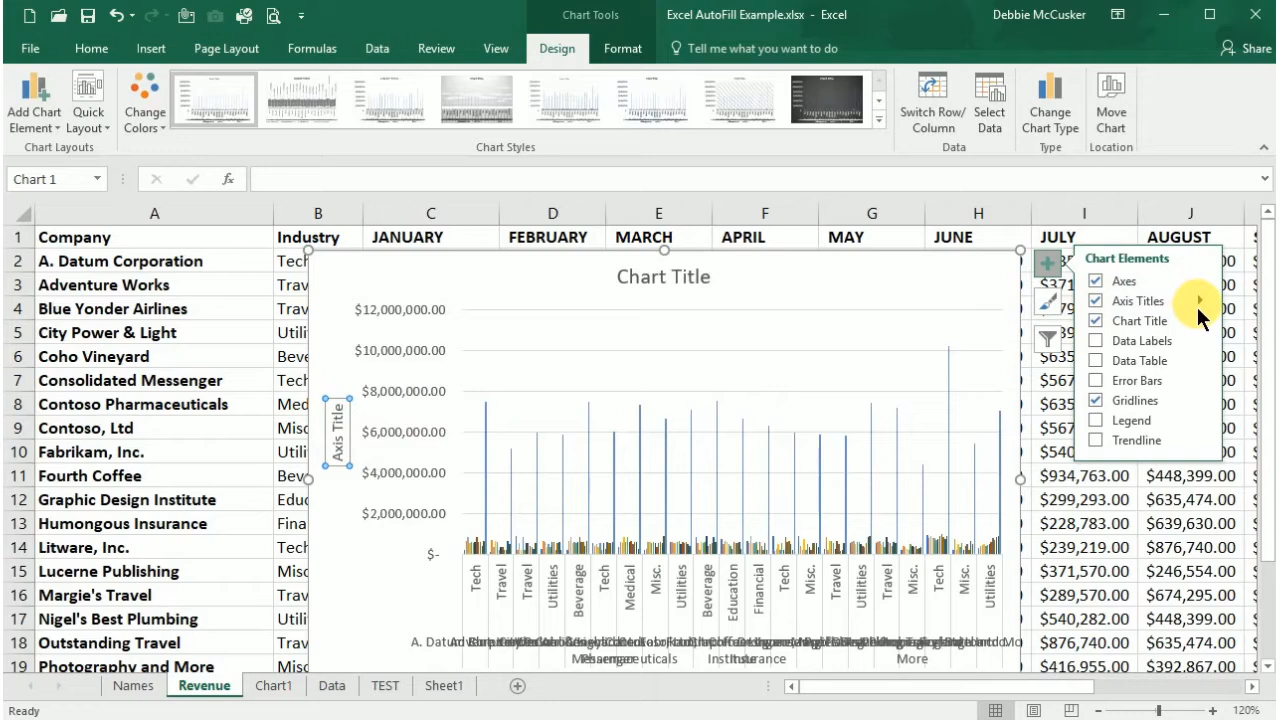 Chart Tools
Excel AutoFill Example.xlsx - Excel
Debbie McCusker
File Home Insert Page Layout Formulas Data Review View Design Format Tell me what you want to do Share
Add Chart Element
Quick Layout
Change Colors
Switch Row/ Column
Select Data
Change Chart Type
Move Chart
Chart Layouts Chart Styles Data Type Location
Chart 1 fx
A B C D E F G H I J
1 Company Industry JANUARY FEBRUARY MARCH APRIL MAY JUNE JULY AUGUST
2 A. Datum Corporation
3 Adventure Works
4 Blue Yonder Airlines
5 City Power & Light
6 Coho Vineyard
7 Consolidated Messenger
8 Contoso Pharmaceuticals
9 Contoso, Ltd
10 Fabrikam, Inc.
11 Fourth Coffee $934,763.00 $448,399.00
12 Graphic Design Institute $299,293.00 $635,474.00
13 Humongous Insurance $228,783.00 $639,630.00
14 Litware, Inc. $239,219.00 $876,740.00
15 Lucerne Publishing $371,570.00 $246,554.00
16 Margie's Travel $289,570.00 $635,474.00
17 Nigel's Best Plumbing $540,282.00 $639,630.00
18 Outstanding Travel $876,740.00 $635,474.00
19 Photography and More $416,955.00 $392,867.00
Chart Title
$12,000,000.00
$10,000,000.00
$8,000,000.00
$6,000,000.00
$4,000,000.00
$2,000,000.00
$-
Axis Title
Tech Travel Travel Utilities Beverage Tech Medical Misc. Utilities Beverage Education Financial Tech Misc. Travel Utilities Travel Misc. Tech Misc. Utilities
Chart Elements
Axes
Axis Titles
Chart Title
Data Labels
Data Table
Error Bars
Gridlines
Legend
Trendline
Names Revenue Chart1 Data TEST Sheet1
Ready 120%